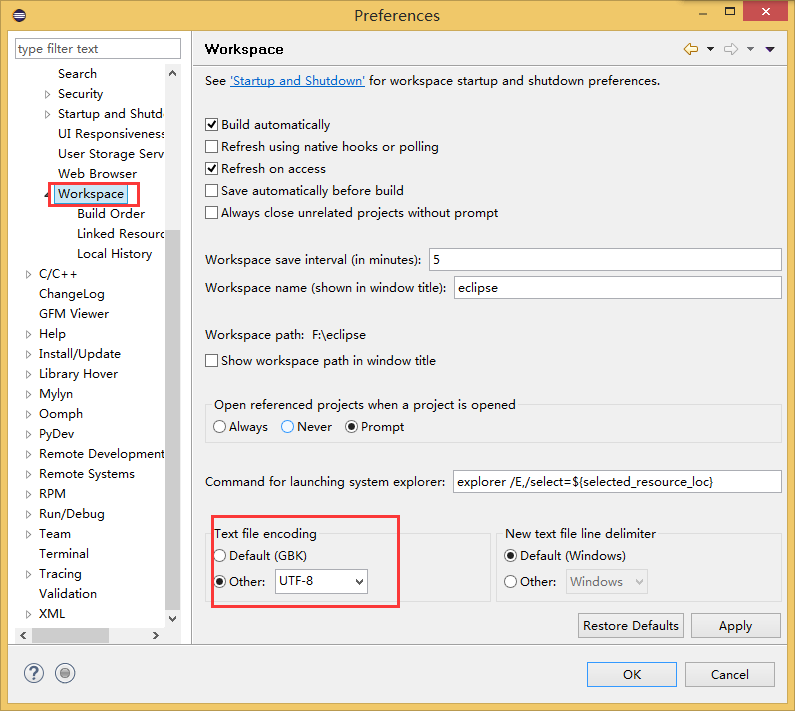 Preferences
type filter text
Search
Security
Startup and Shutd
UI Responsiveness
User Storage Serv
Web Browser
Workspace
Build Order
Linked Resourc
Local History
C/C++
ChangeLog
GFM Viewer
Help
Install/Update
Library Hover
Mylyn
Oomph
PyDev
Remote Development
Remote Systems
RPM
Run/Debug
Team
Terminal
Tracing
Validation
XML
Workspace
See 'Startup and Shutdown' for workspace startup and shutdown preferences.
Build automatically
Refresh using native hooks or polling
Refresh on access
Save automatically before build
Always close unrelated projects without prompt
Workspace save interval (in minutes): 5
Workspace name (shown in window title): eclipse
Workspace path: F:\eclipse
Show workspace path in window title
Open referenced projects when a project is opened
Always Never Prompt
Command for launching system explorer: explorer /E,/select=${selected_resource_loc}
Text file encoding
Default (GBK)
Other: UTF-8
New text file line delimiter
Default (Windows)
Other: Windows
Restore Defaults Apply
OK Cancel